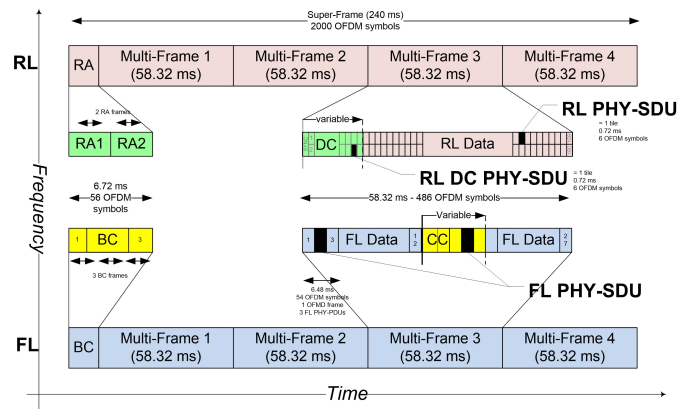 Super-Frame (240 ms)
2000 OFDM symbols
RL
RA
Multi-Frame 1
(58.32 ms)
Multi-Frame 2
(58.32 ms)
Multi-Frame 3
(58.32 ms)
Multi-Frame 4
(58.32 ms)
2 RA frames
RA1
RA2
variable
DC
RL Data
RL PHY-SDU
= 1 tile
0.72 ms
6 OFDM symbols
RL DC PHY-SDU
= 1 tile
0.72 ms
6 OFDM symbols
Frequency
6.72 ms
56 OFDM
symbols
58.32 ms - 486 OFDM symbols
Variable
1
BC
3
3 BC frames
1
3
FL Data
1
2
CC
FL Data
2
7
6.48 ms
54 OFDM symbols
1 OFMD frame
3 FL PHY-PDUs
FL PHY-SDU
FL
BC
Multi-Frame 1
(58.32 ms)
Multi-Frame 2
(58.32 ms)
Multi-Frame 3
(58.32 ms)
Multi-Frame 4
(58.32 ms)
Time